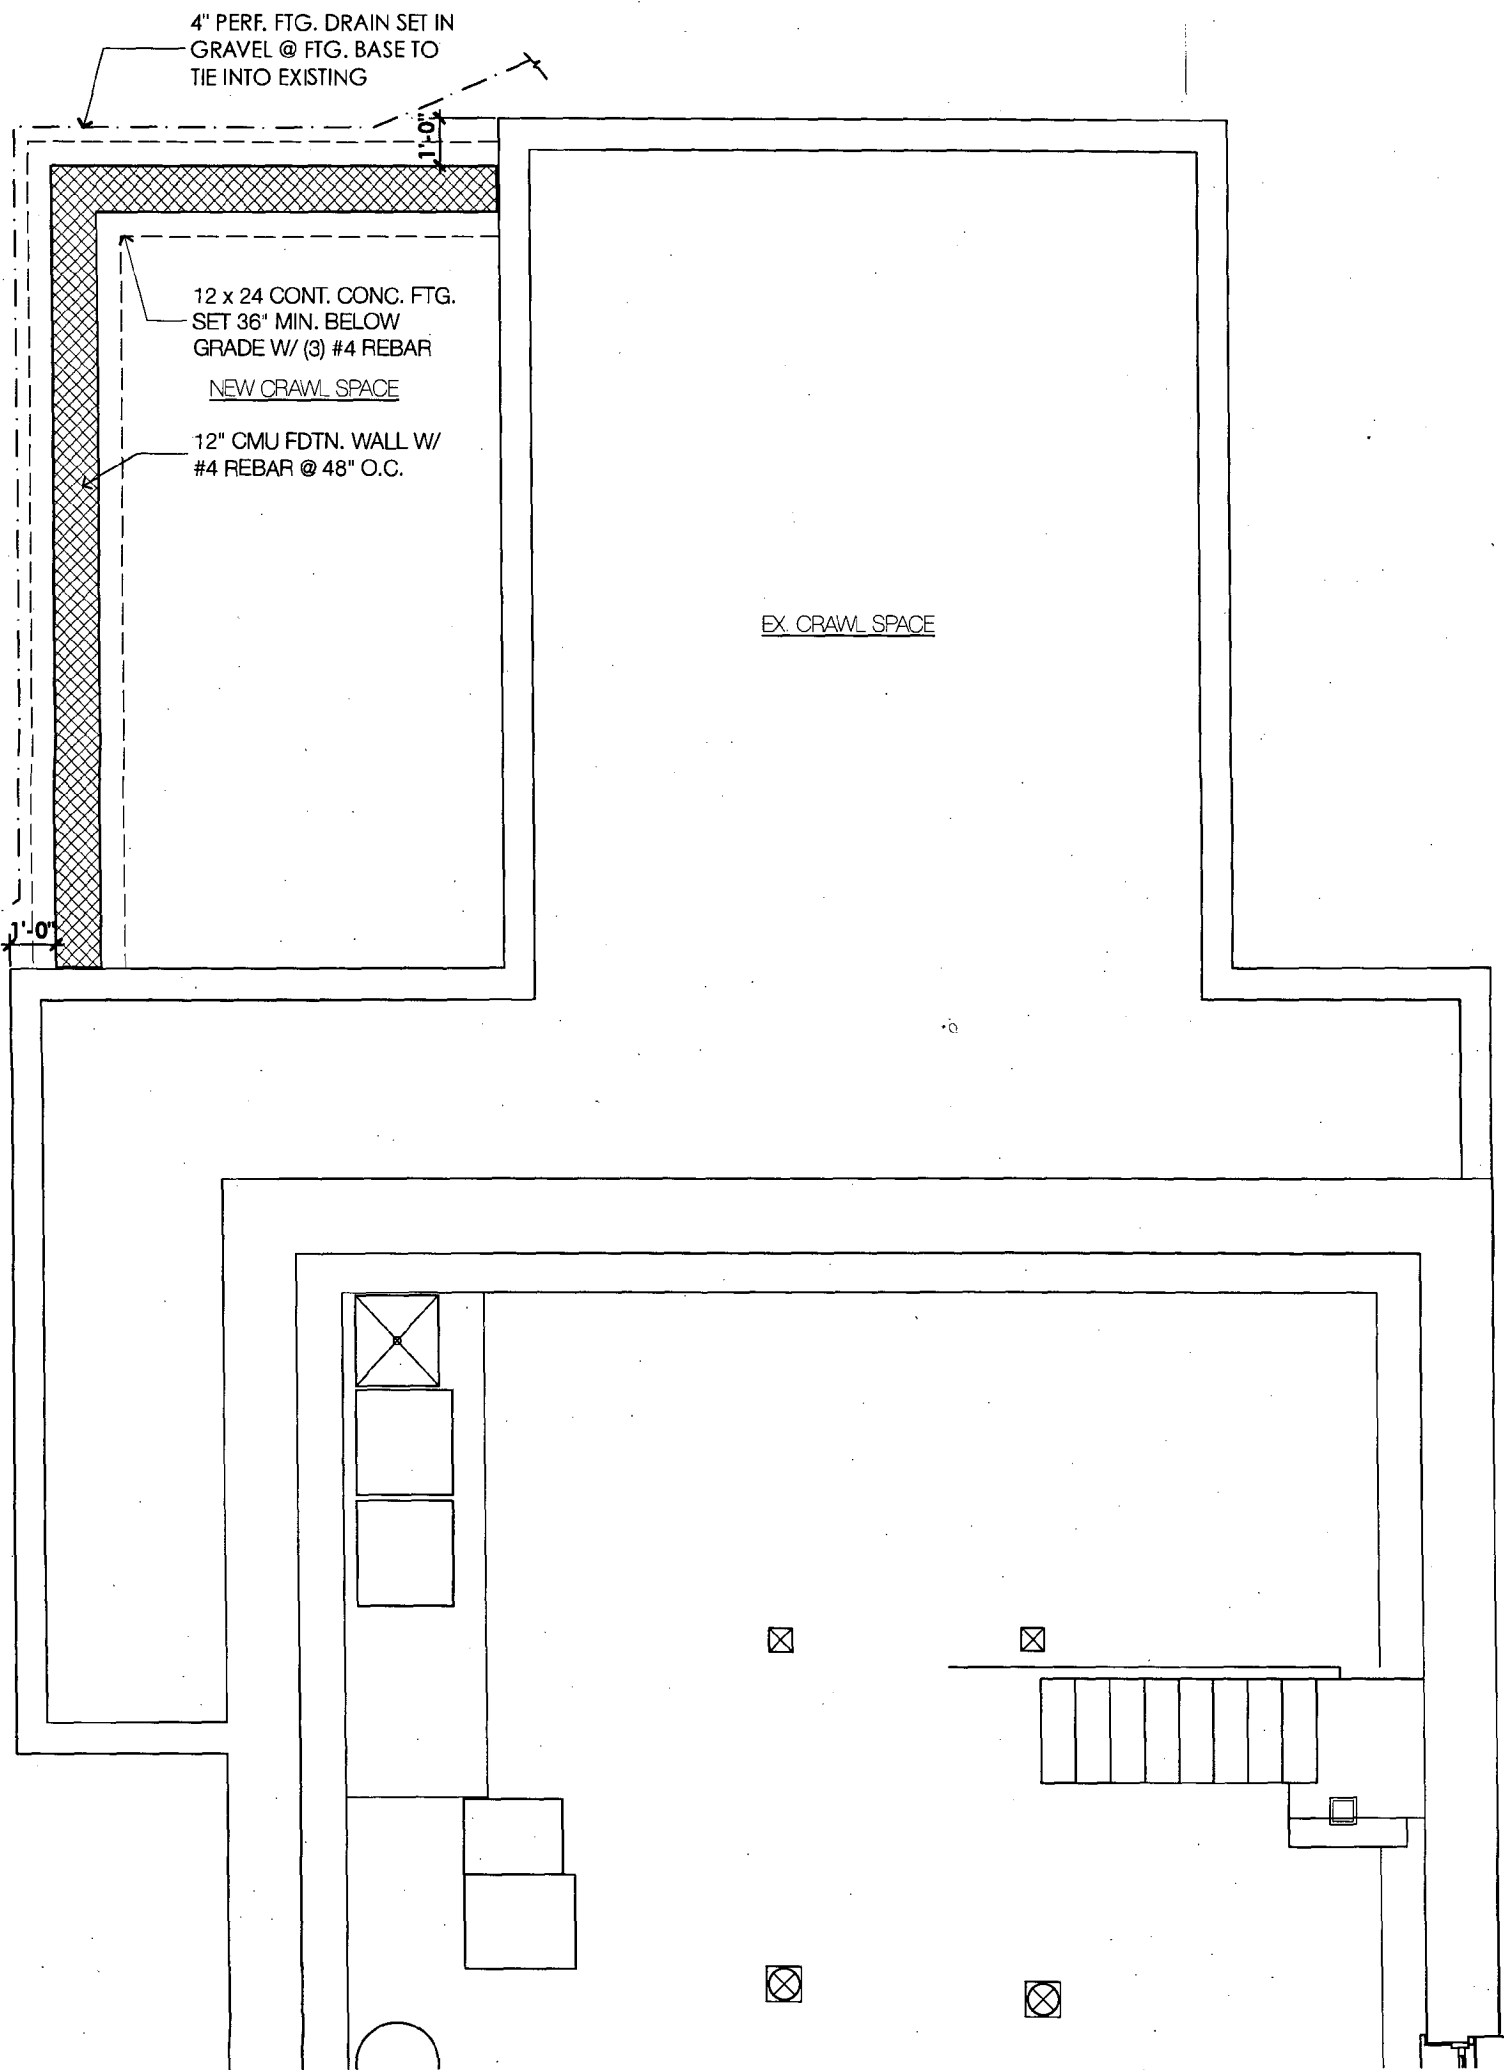 4" PERF. FTG. DRAIN SET IN
GRAVEL @ FTG. BASE TO
TIE INTO EXISTING
1'-0"
12 x 24 CONT. CONC. FTG.
SET 36" MIN. BELOW
GRADE W/ (3) #4 REBAR
NEW CRAWL SPACE
12" CMU FDTN. WALL W/
#4 REBAR @ 48" O.C.
EX. CRAWL SPACE
1'-0"